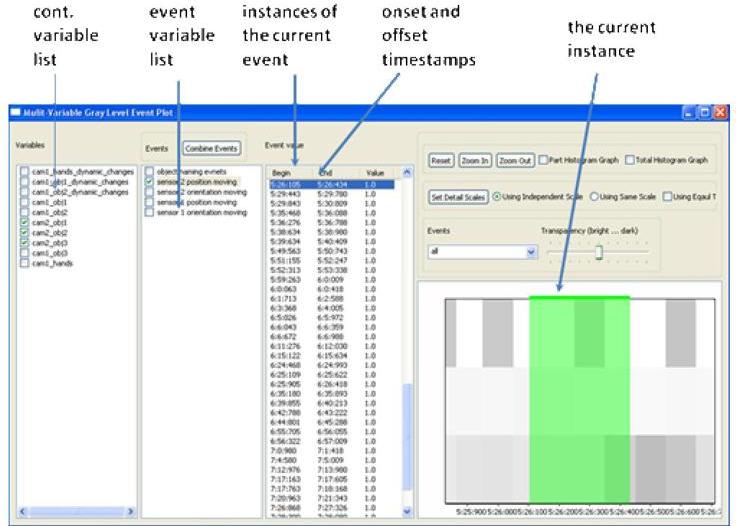 cont. variable list
event variable list
instances of the current event
onset and offset timestamps
the current instance
Mulit-Variable Gray Level Event Plot
Variables
cam1_hands_dynamic_changes
cam1_obj1_dynamic_changes
cam1_obj2_dynamic_changes
cam1_obj1
cam1_obj2
cam2_obj1
cam2_obj2
cam2_obj3
cam1_obj3
cam1_hands
Events
Combine Events
object naming evnets
sensor 2 position moving
sensor 2 orientation moving
sensor 1 position moving
sensor 1 orientation moving
Event value
Begin End Value
5:26:105 5:26:434 1.0
5:29:443 5:29:780 1.0
5:29:843 5:30:809 1.0
5:35:468 5:36:088 1.0
5:36:276 5:36:788 1.0
5:38:634 5:38:980 1.0
5:39:634 5:40:409 1.0
5:49:563 5:50:743 1.0
5:51:155 5:52:247 1.0
5:52:313 5:53:338 1.0
5:59:263 6:0:009 1.0
6:0:063 6:0:418 1.0
6:1:713 6:2:588 1.0
6:3:368 6:4:005 1.0
6:5:026 6:5:972 1.0
6:6:043 6:6:359 1.0
6:6:672 6:6:988 1.0
6:11:276 6:12:030 1.0
6:15:122 6:15:634 1.0
6:24:468 6:24:993 1.0
6:25:109 6:25:622 1.0
6:25:905 6:26:418 1.0
6:35:180 6:35:893 1.0
6:39:855 6:40:213 1.0
6:42:788 6:43:222 1.0
6:44:801 6:45:288 1.0
6:55:705 6:56:055 1.0
6:56:322 6:57:009 1.0
7:0:980 7:1:418 1.0
7:4:580 7:5:009 1.0
7:12:976 7:13:980 1.0
7:17:163 7:17:605 1.0
7:17:763 7:18:168 1.0
7:20:963 7:21:343 1.0
7:26:868 7:27:326 1.0
Reset
Zoom In
Zoom Out
Part Histogram Graph
Total Histogram Graph
Set Detail Scales
Using Independent Scale
Using Same Scale
Using Equaul T
Events
all
Transparency (bright ... dark)
5:25:900 5:26:000 5:26:100 5:26:200 5:26:300 5:26:400 5:26:500 5:26:600 5:26:7